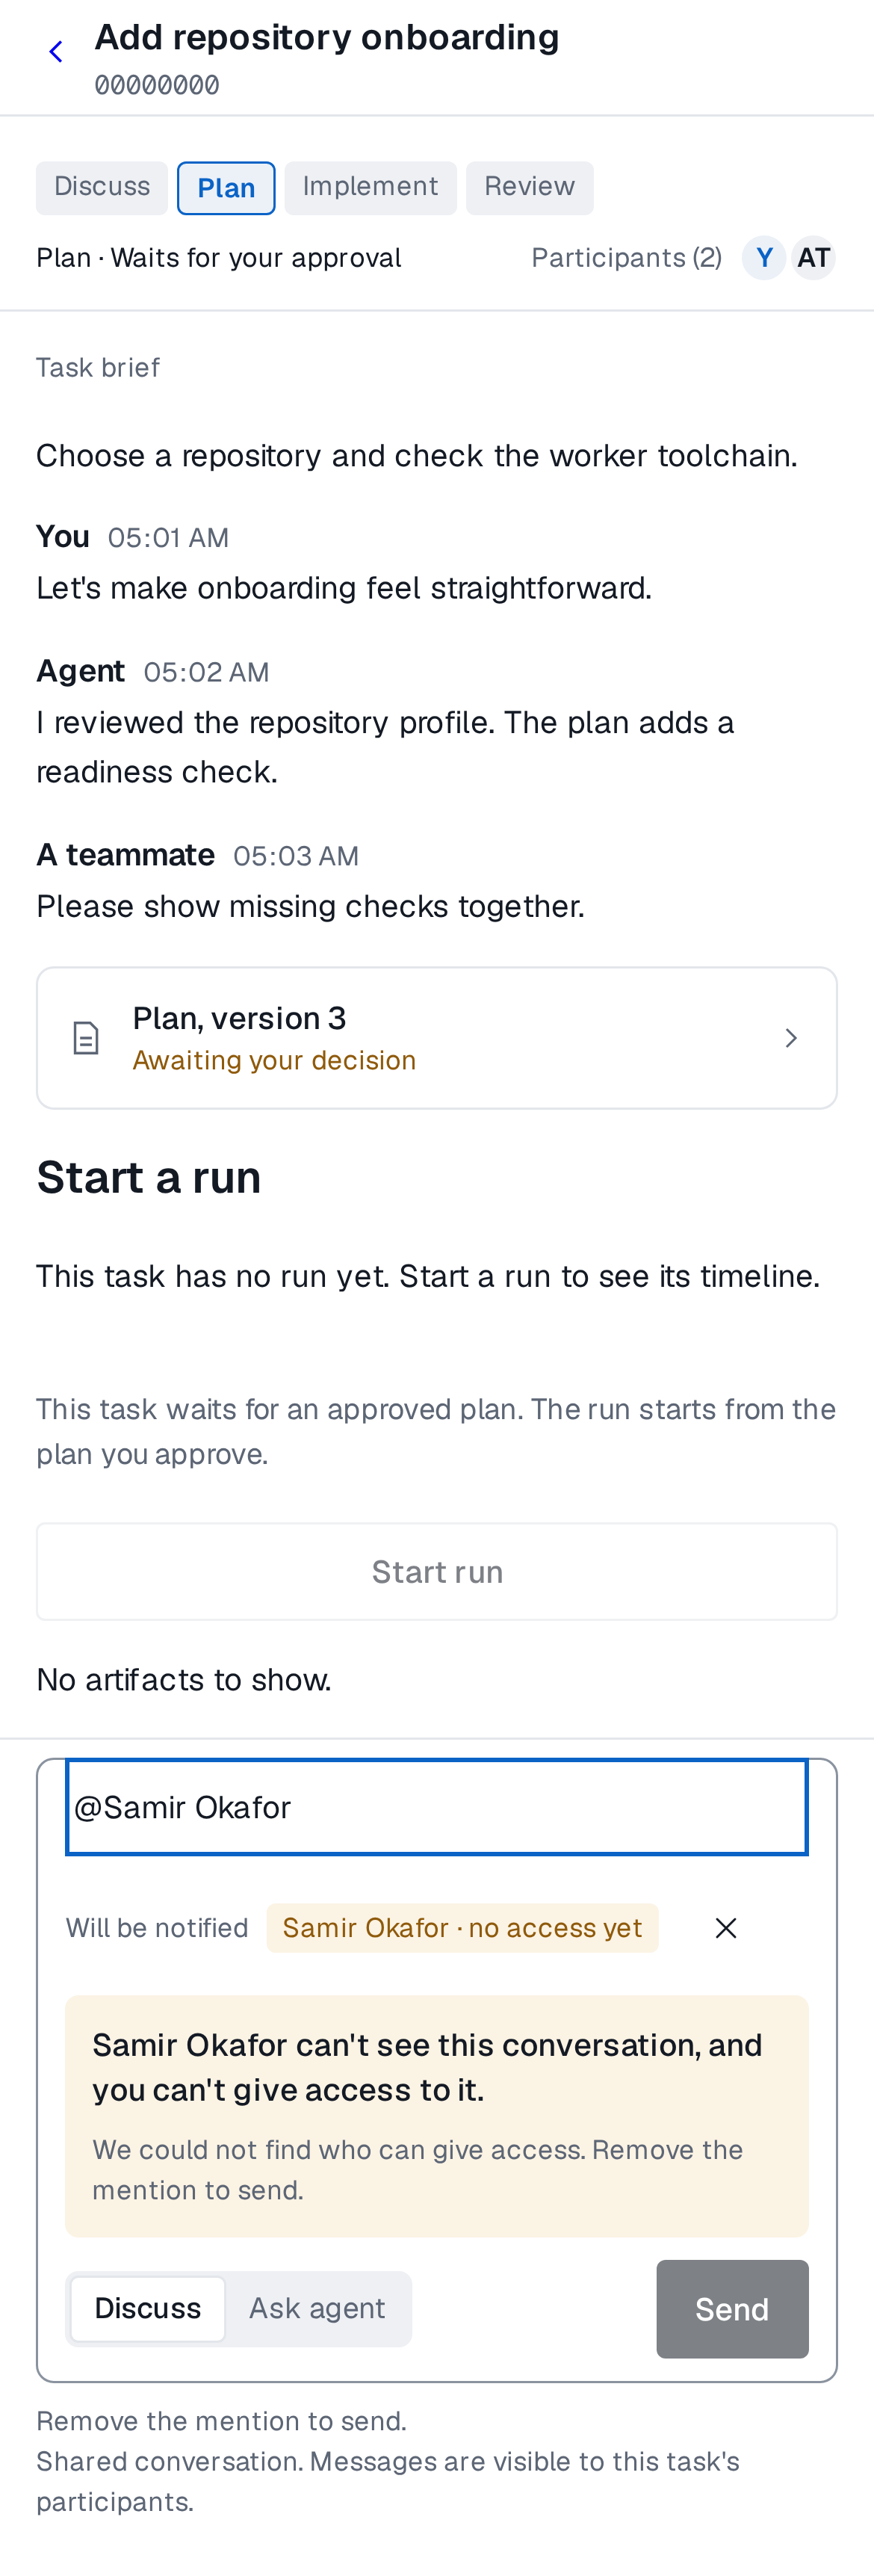 Add repository onboarding
00000000
Discuss
Plan
Implement
Review
Plan · Waits for your approval
Participants (2)
Y
AT
Task brief
Choose a repository and check the worker toolchain.
You 05:01 AM
Let's make onboarding feel straightforward.
Agent 05:02 AM
I reviewed the repository profile. The plan adds a
readiness check.
A teammate 05:03 AM
Please show missing checks together.
Plan, version 3
Awaiting your decision
Start a run
This task has no run yet. Start a run to see its timeline.
This task waits for an approved plan. The run starts from the
plan you approve.
Start run
No artifacts to show.
@Samir Okafor
Will be notified
Samir Okafor · no access yet
Samir Okafor can't see this conversation, and
you can't give access to it.
We could not find who can give access. Remove the
mention to send.
Discuss
Ask agent
Send
Remove the mention to send.
Shared conversation. Messages are visible to this task's
participants.